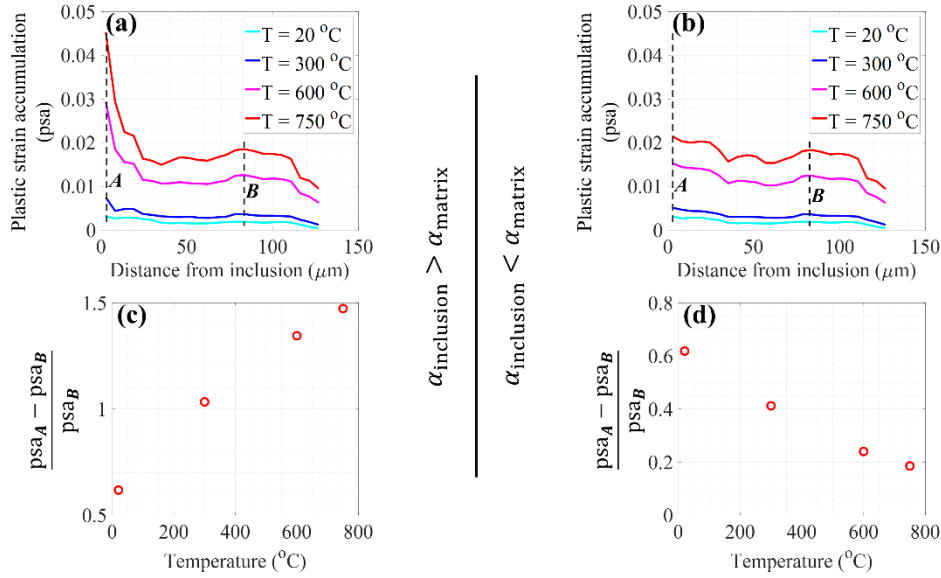 (a)
T = 20 °C
T = 300 °C
T = 600 °C
T = 750 °C
A
B
0.05
0.04
0.03
0.02
0.01
0
0
50
100
150
Plastic strain accumulation
(psa)
Distance from inclusion (μm)
α_inclusion > α_matrix
α_inclusion < α_matrix
(b)
T = 20 °C
T = 300 °C
T = 600 °C
T = 750 °C
A
B
0.05
0.04
0.03
0.02
0.01
0
0
50
100
150
Plastic strain accumulation
(psa)
Distance from inclusion (μm)
(c)
1.5
1
0.5
0
200
400
600
800
psa_A − psa_B
psa_B
Temperature (°C)
(d)
0.8
0.6
0.4
0.2
0
0
200
400
600
800
psa_A − psa_B
psa_B
Temperature (°C)